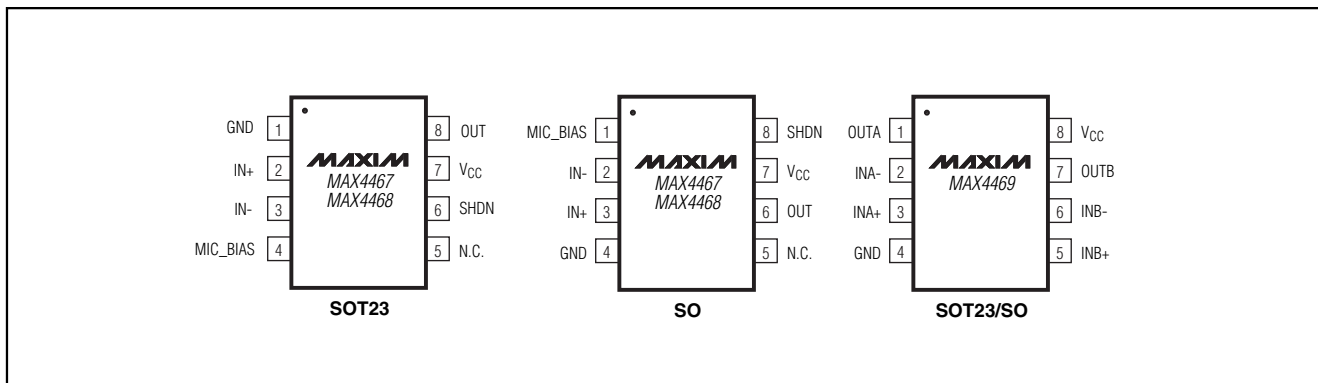 GND 1
IN+ 2
IN- 3
MIC_BIAS 4
MAXIM
MAX4467
MAX4468
8 OUT
7 VCC
6 SHDN
5 N.C.
SOT23
MIC_BIAS 1
IN- 2
IN+ 3
GND 4
MAXIM
MAX4467
MAX4468
8 SHDN
7 VCC
6 OUT
5 N.C.
SO
OUTA 1
INA- 2
INA+ 3
GND 4
MAXIM
MAX4469
8 VCC
7 OUTB
6 INB-
5 INB+
SOT23/SO